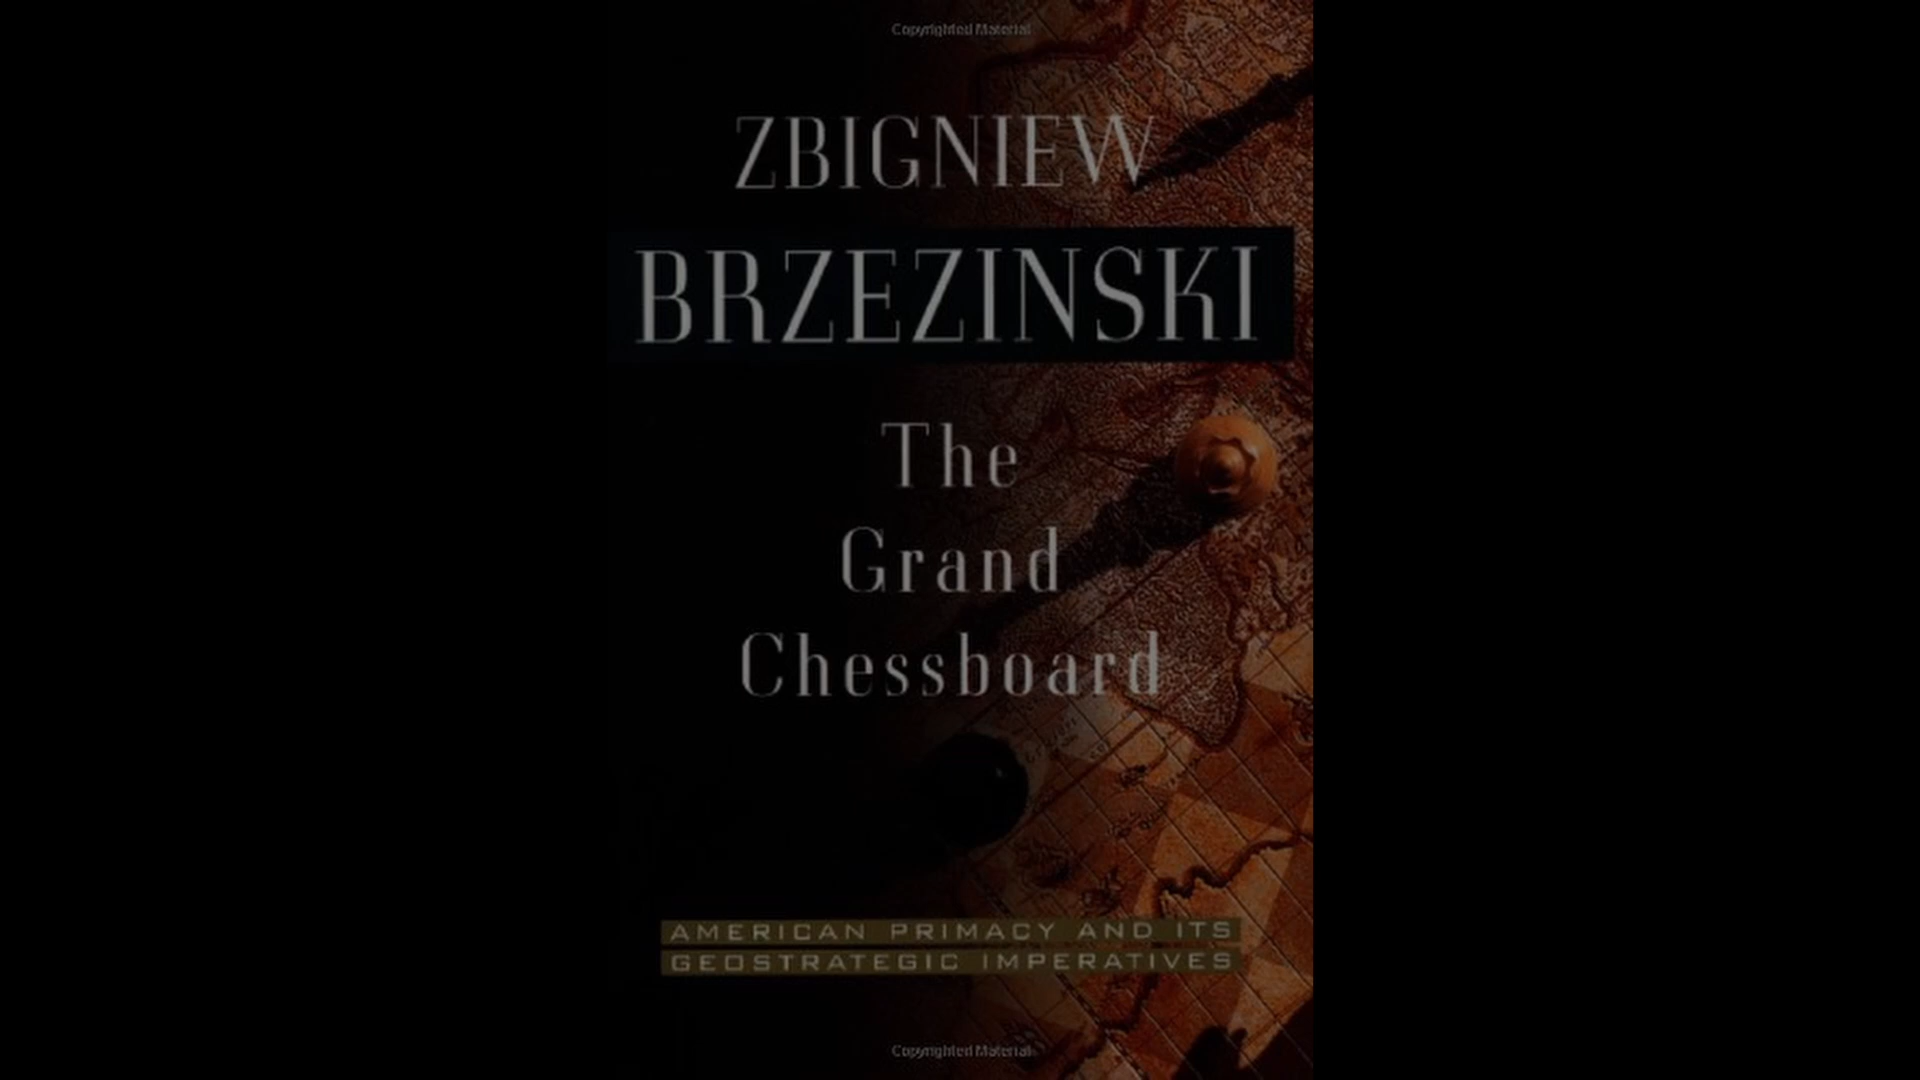 Copyrighted Material
ZBIGNIEW
BRZEZINSKI
The
Grand
Chessboard
AMERICAN PRIMACY AND ITS
GEOSTRATEGIC IMPERATIVES
Copyrighted Material